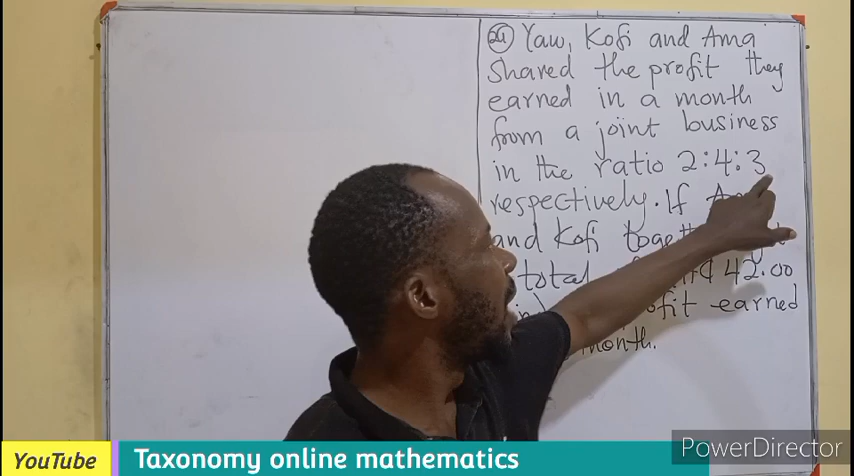 24 Yaw, Kofi and Ama
shared the profit they
earned in a month
from a joint business
in the ratio 2:4:3
respectively. If
and Kofi
total 42.00
earned
month.
PowerDirector
YouTube Taxonomy online mathematics